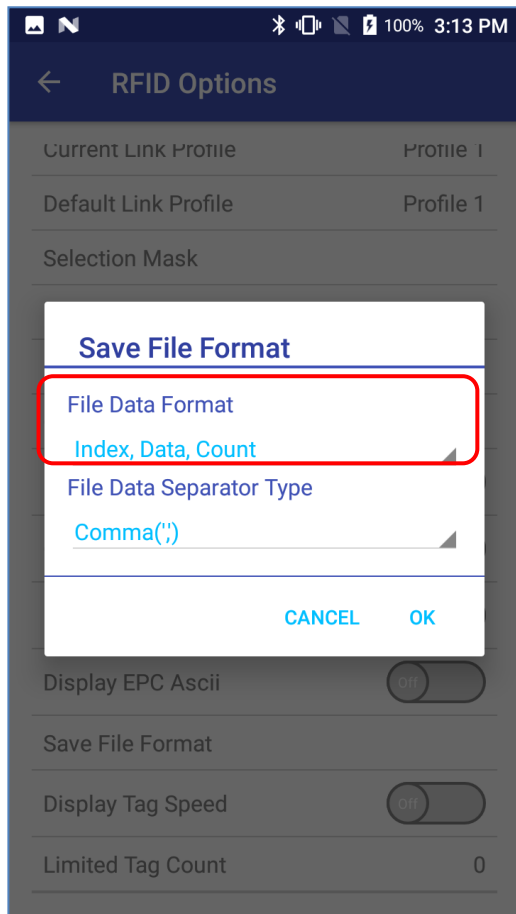 100% 3:13 PM
RFID Options
Current Link Profile Profile 1
Default Link Profile Profile 1
Selection Mask
Save File Format
File Data Format
Index, Data, Count
File Data Separator Type
Comma(',')
CANCEL OK
Display EPC Ascii Off
Save File Format
Display Tag Speed Off
Limited Tag Count 0